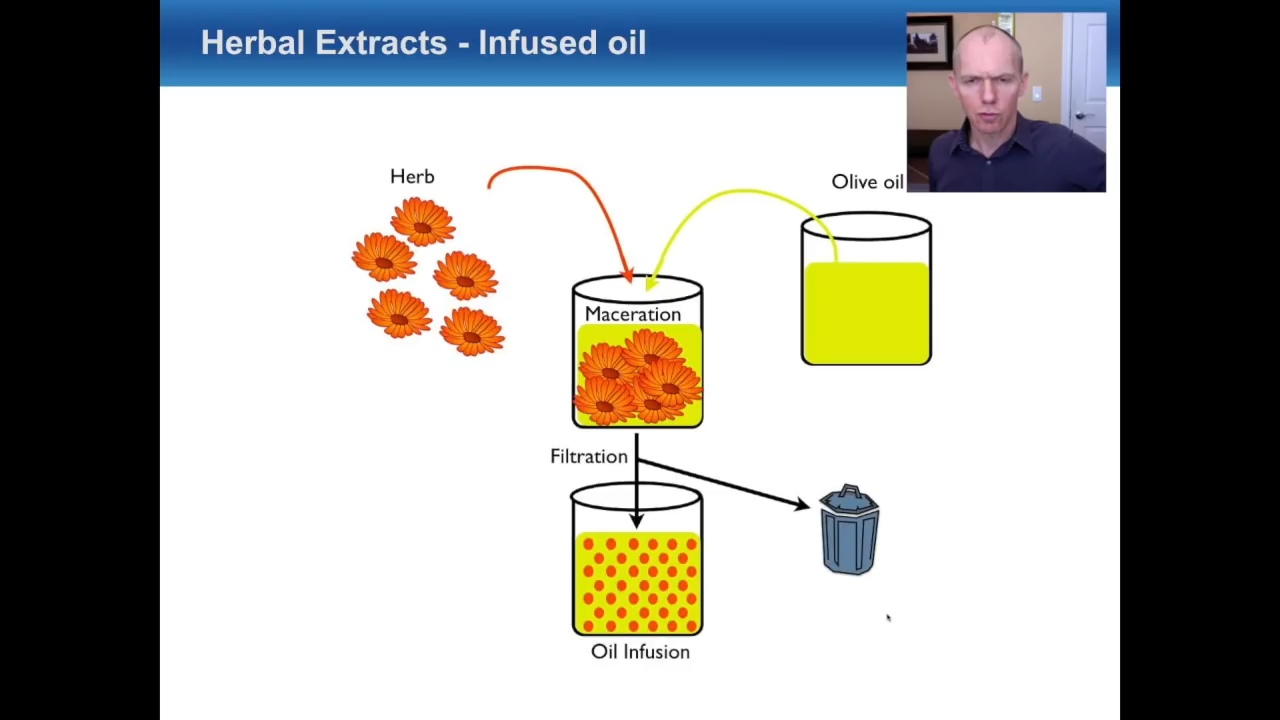 Herbal Extracts - Infused oil
Herb
Olive oil
Maceration
Filtration
Oil Infusion